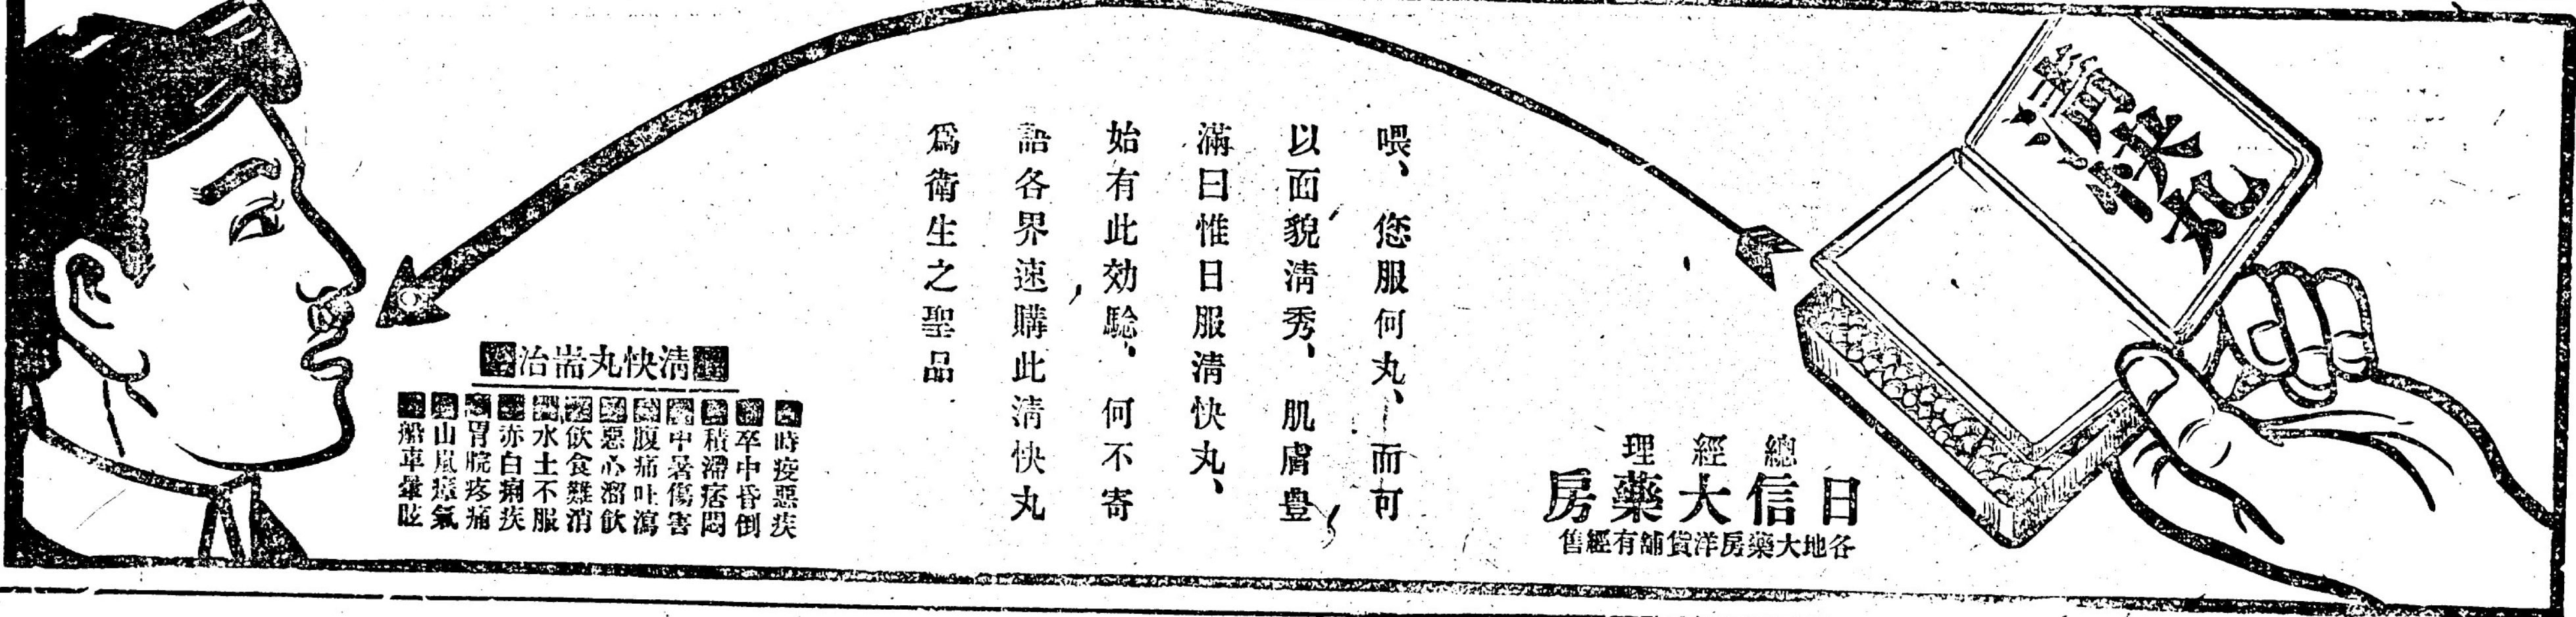 清快丸
喂、您服何丸、而可
以面貌清秀、肌膚豊
滿曰惟日服清快丸、
始有此効驗、何不寄
語各界速購此清快丸
爲衛生之聖品
總經理
日信大藥房
各地大藥房洋貨舖有經售
清快丸耑治
時疫惡疾
卒中昏倒
積滯痞悶
中暑傷害
腹痛吐瀉
惡心溜飲
飲食難消
水土不服
赤白痢疾
胃脘疼痛
山嵐瘴氣
船車暈眩